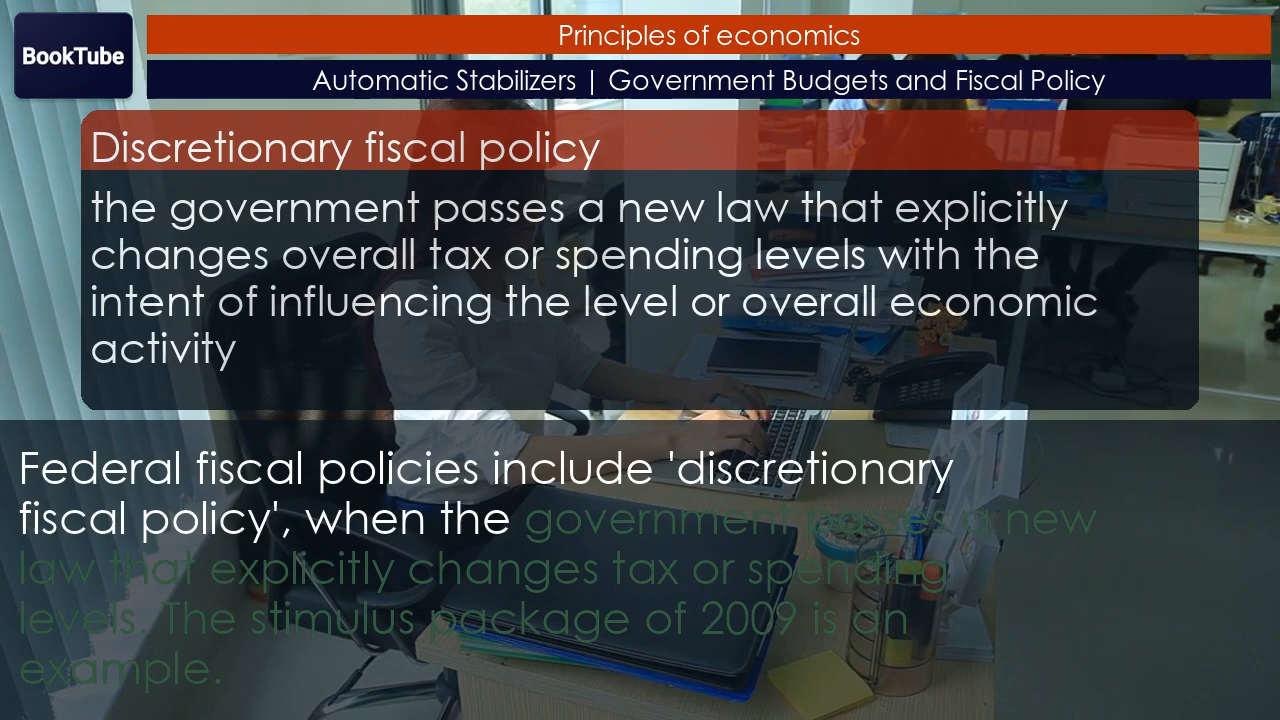 BookTube
Principles of economics
Automatic Stabilizers | Government Budgets and Fiscal Policy
Discretionary fiscal policy
the government passes a new law that explicitly
changes overall tax or spending levels with the
intent of influencing the level or overall economic
activity
Federal fiscal policies include 'discretionary
fiscal policy', when the government passes a new
law that explicitly changes tax or spending
levels. The stimulus package of 2009 is an
example.